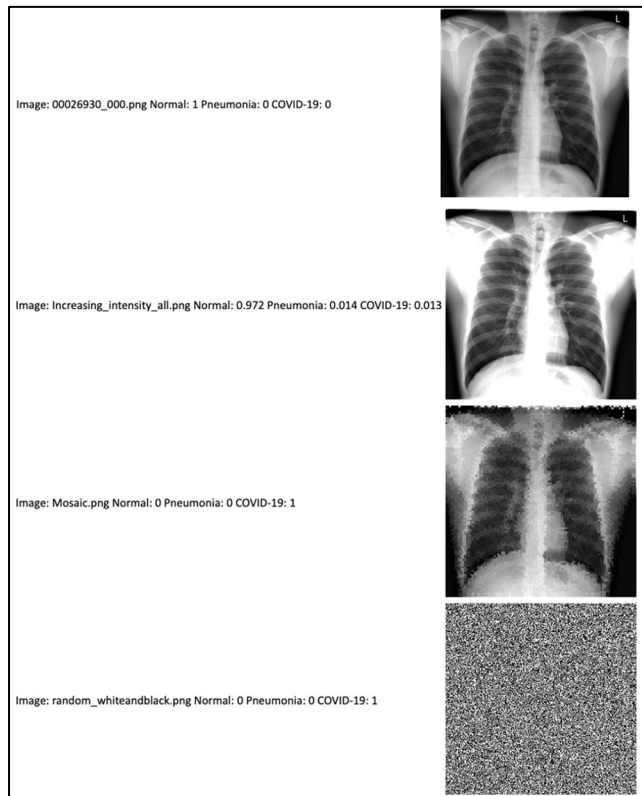 L
Image: 00026930_000.png Normal: 1 Pneumonia: 0 COVID-19: 0
L
Image: Increasing_intensity_all.png Normal: 0.972 Pneumonia: 0.014 COVID-19: 0.013
Image: Mosaic.png Normal: 0 Pneumonia: 0 COVID-19: 1
Image: random_whiteandblack.png Normal: 0 Pneumonia: 0 COVID-19: 1